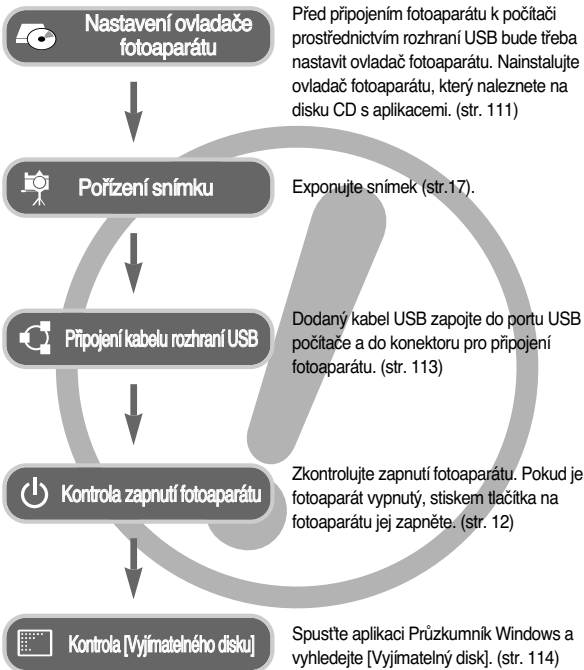 Nastavení ovladače
fotoaparátu
Před připojením fotoaparátu k počítači
prostřednictvím rozhraní USB bude třeba
nastavit ovladač fotoaparátu. Nainstalujte
ovladač fotoaparátu, který naleznete na
disku CD s aplikacemi. (str. 111)
Pořízení snímku
Exponujte snímek (str.17).
Připojení kabelu rozhraní USB
Dodaný kabel USB zapojte do portu USB
počítače a do konektoru pro připojení
fotoaparátu. (str. 113)
Kontrola zapnutí fotoaparátu
Zkontrolujte zapnutí fotoaparátu. Pokud je
fotoaparát vypnutý, stiskem tlačítka na
fotoaparátu jej zapněte. (str. 12)
Kontrola [Vyjímatelného disku]
Spusťte aplikaci Průzkumník Windows a
vyhledejte [Vyjímatelný disk]. (str. 114)